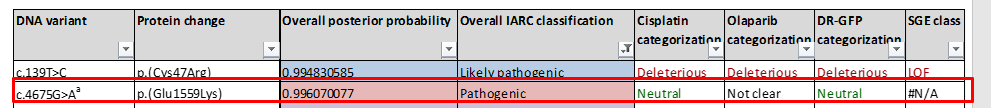 DNA variant Protein change Overall posterior probability Overall IARC classification Cisplatin categorization Olaparib categorization DR-GFP categorization SGE class
c.139T>C p.(Cys47Arg) 0.994830585 Likely pathogenic Deleterious Deleterious Deleterious LOF
c.4675G>Aᵃ p.(Glu1559Lys) 0.996070077 Pathogenic Neutral Not clear Neutral #N/A